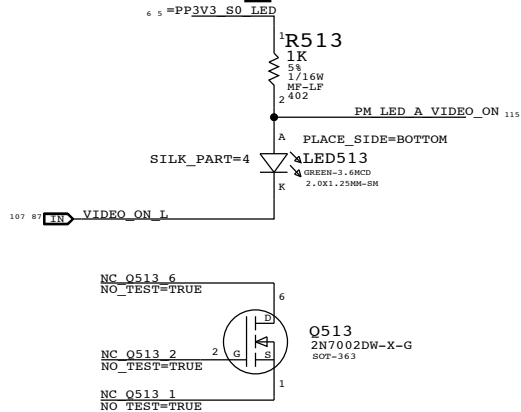 6 5 =PP3V3_S0_LED
1
R513
1K
5%
1/16W
MF-LF
402
2
PM_LED_A_VIDEO_ON 115
A
PLACE_SIDE=BOTTOM
SILK_PART=4
LED513
GREEN-3.6MCD
2.0X1.25MM-SM
K
107 87 IN VIDEO_ON_L
NC_Q513_6
NO_TEST=TRUE
6
D
Q513
2N7002DW-X-G
SOT-363
NC_Q513_2
NO_TEST=TRUE
2
G
S
1
NC_Q513_1
NO_TEST=TRUE